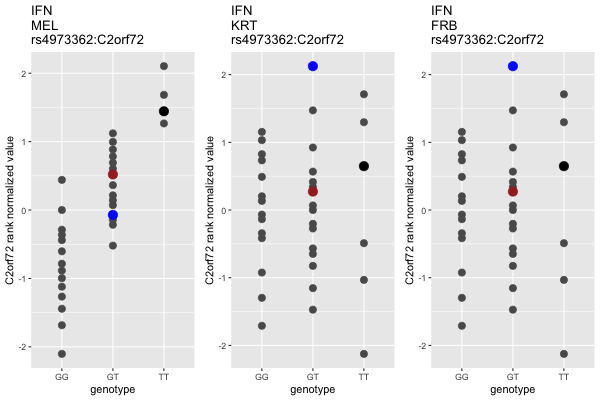 IFN
MEL
rs4973362:C2orf72
C2orf72 rank normalized value
2
1
0
-1
-2
GG GT TT
genotype
IFN
KRT
rs4973362:C2orf72
C2orf72 rank normalized value
2
1
0
-1
-2
GG GT TT
genotype
IFN
FRB
rs4973362:C2orf72
C2orf72 rank normalized value
2
1
0
-1
-2
GG GT TT
genotype